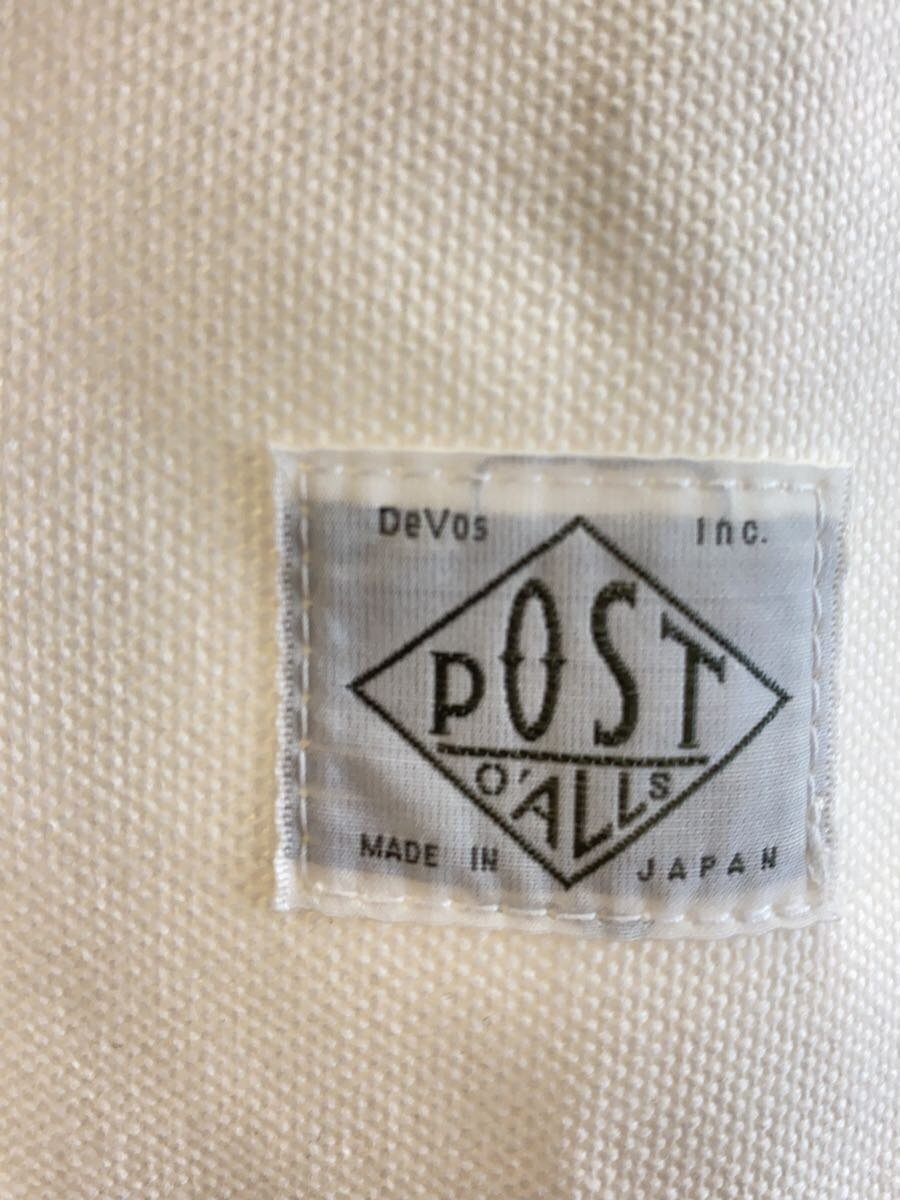 DeVos Inc.
POST
O'ALLS
MADE IN JAPAN